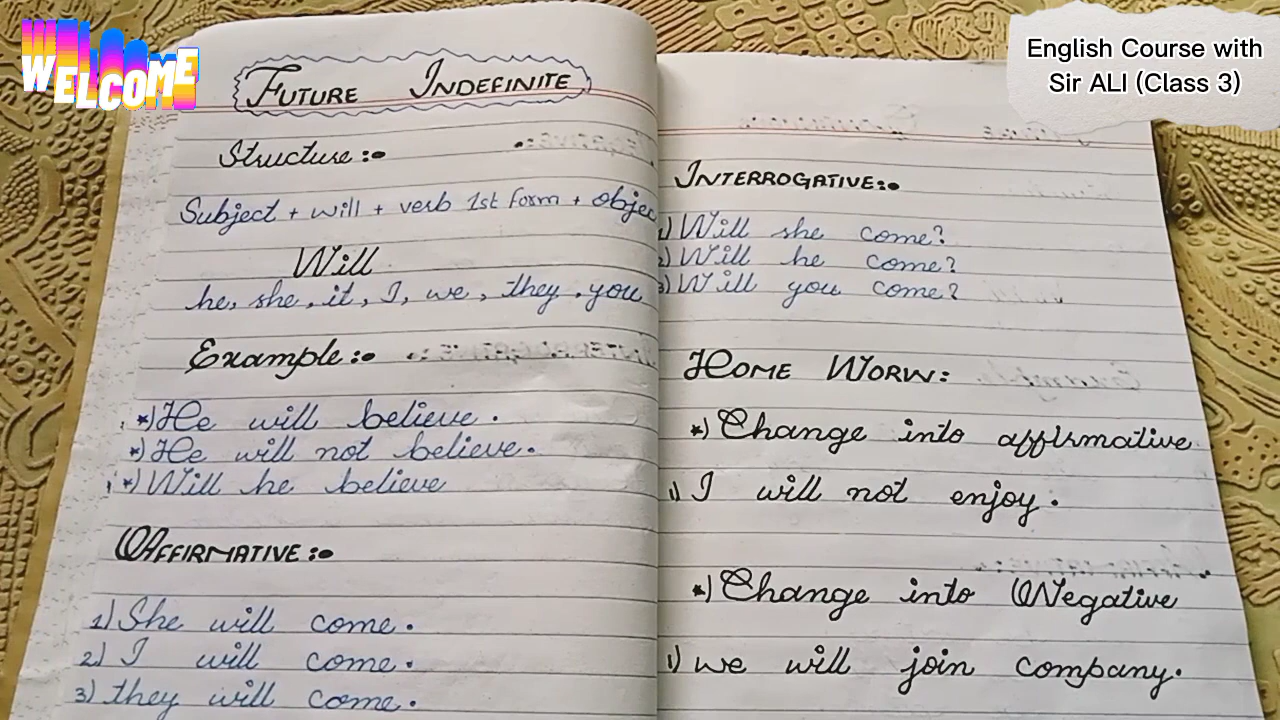 WELCOME
English Course with
Sir ALI (Class 3)
FUTURE INDEFINITE
Structure:
Subject + will + verb 1st form + objec
Will
he, she, it, I, we, they, you
Example:
*) He will believe.
*) He will not believe.
*) Will he believe
AFFIRMATIVE:
1) She will come.
2) I will come.
3) they will come.
INTERROGATIVE:
1) Will she come?
2) Will he come?
3) Will you come?
HOME WORK:
*) Change into affirmative
1) I will not enjoy.
*) Change into Negative
1) we will join company.